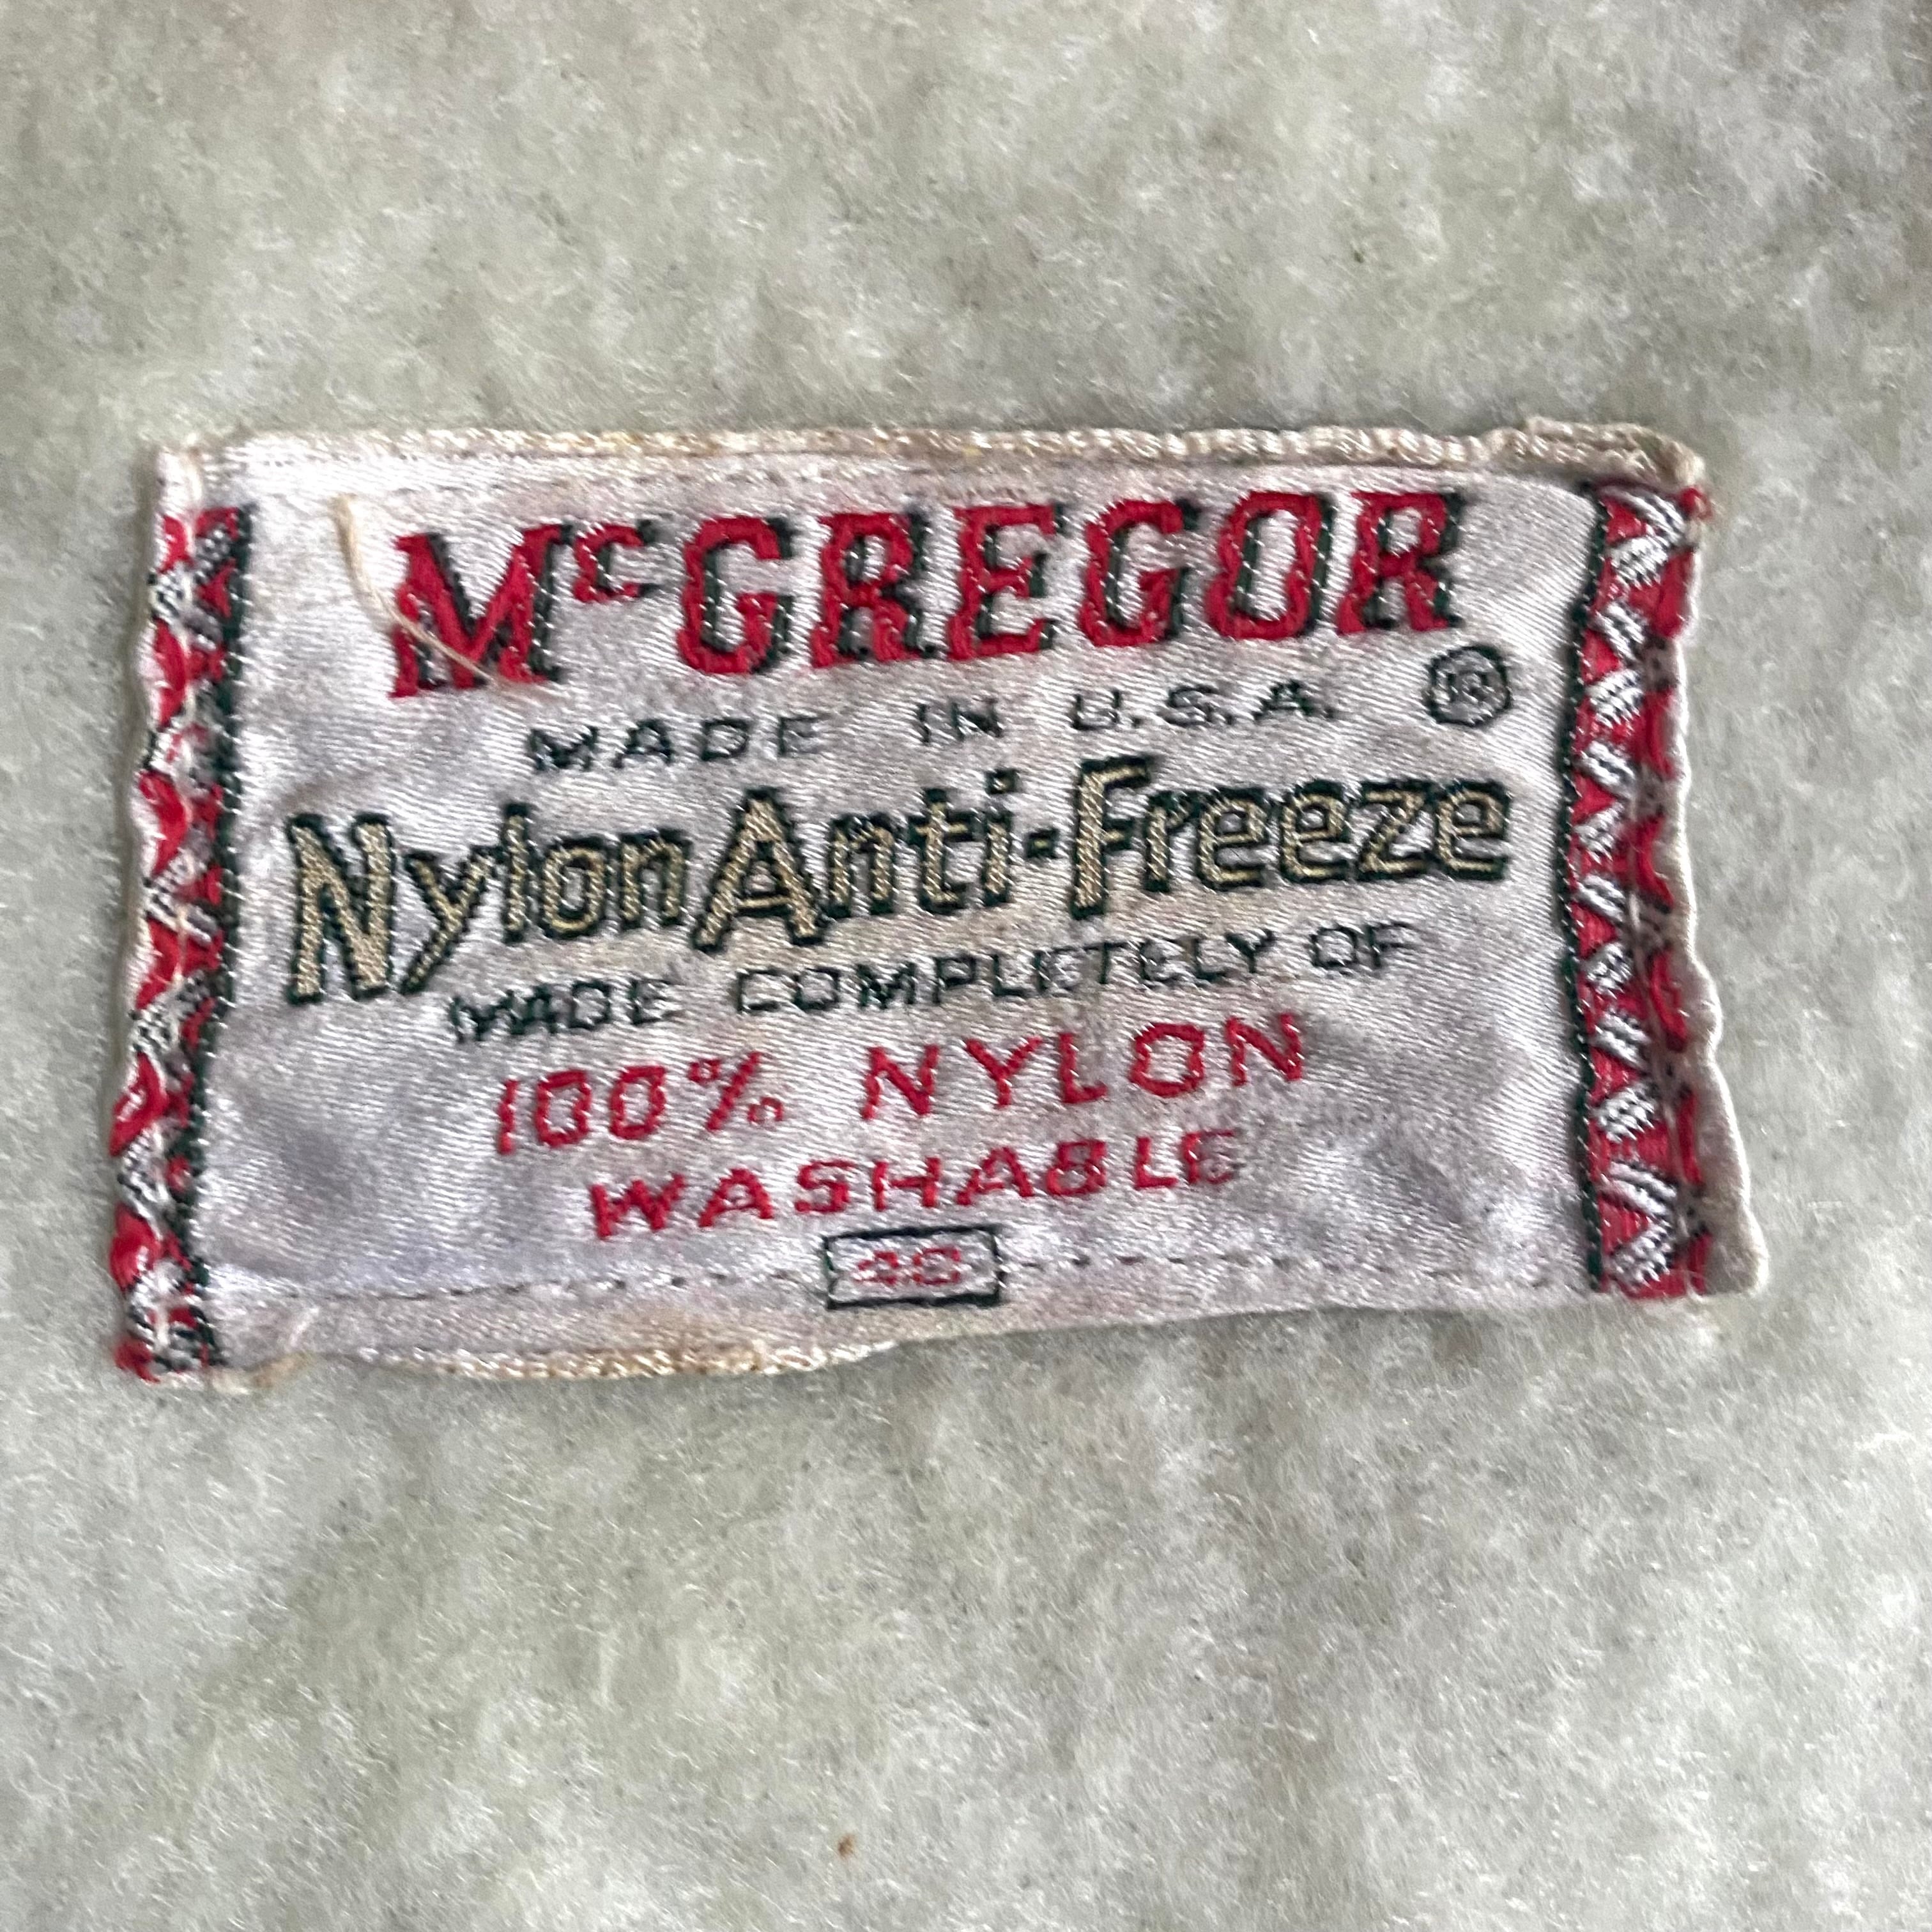 McGREGOR
MADE IN U.S.A. ®
Nylon Anti-Freeze
MADE COMPLETELY OF
100% NYLON
WASHABLE